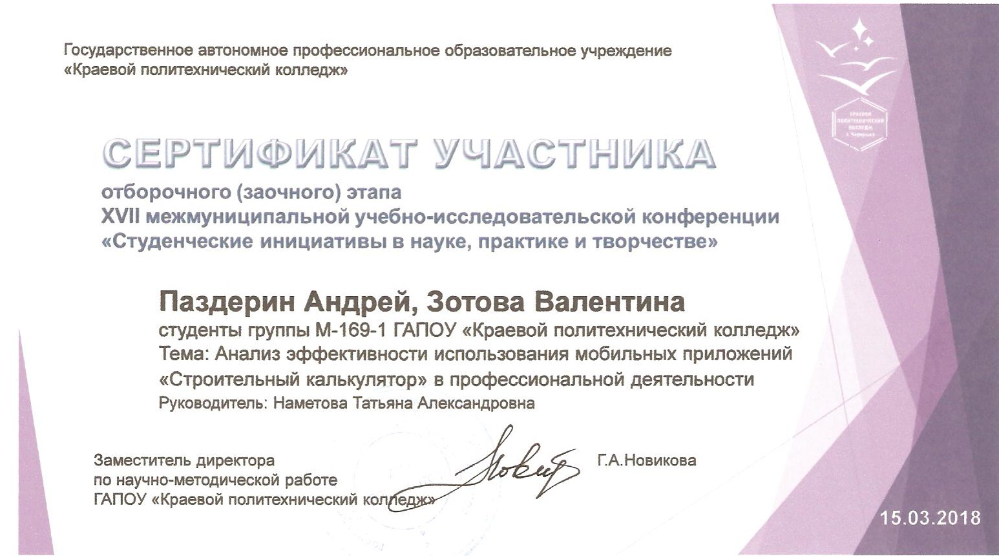 Государственное автономное профессиональное образовательное учреждение
«Краевой политехнический колледж»
КРАЕВОЙ
ПОЛИТЕХНИЧЕСКИЙ
КОЛЛЕДЖ
г. Чернушка
СЕРТИФИКАТ УЧАСТНИКА
отборочного (заочного) этапа
XVII межмуниципальной учебно-исследовательской конференции
«Студенческие инициативы в науке, практике и творчестве»
Паздерин Андрей, Зотова Валентина
студенты группы М-169-1 ГАПОУ «Краевой политехнический колледж»
Тема: Анализ эффективности использования мобильных приложений
«Строительный калькулятор» в профессиональной деятельности
Руководитель: Наметова Татьяна Александровна
Заместитель директора
по научно-методической работе
ГАПОУ «Краевой политехнический колледж»
Г.А.Новикова
15.03.2018